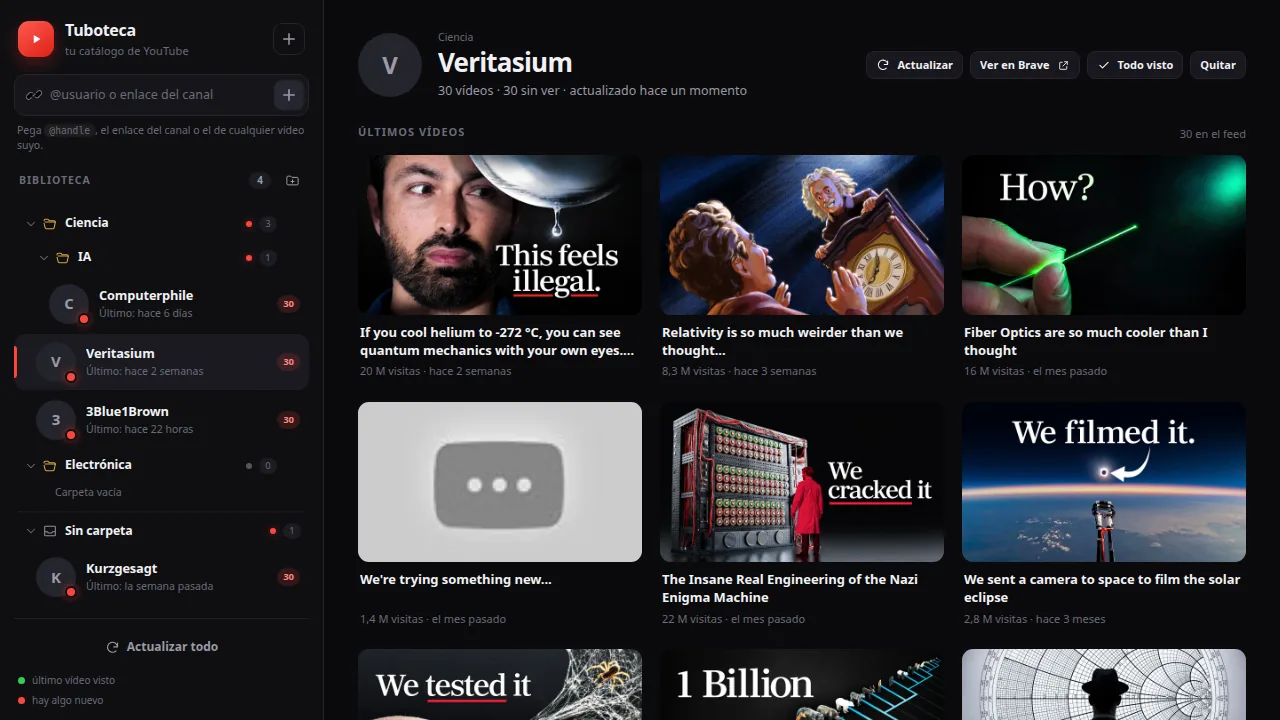 Tuboteca
tu catálogo de YouTube
@usuario o enlace del canal
Pega @handle, el enlace del canal o el de cualquier vídeo
suyo.
BIBLIOTECA
4
Ciencia
3
IA
1
C
Computerphile
Último: hace 6 días
30
V
Veritasium
Último: hace 2 semanas
30
3
3Blue1Brown
Último: hace 22 horas
30
Electrónica
0
Carpeta vacía
Sin carpeta
1
K
Kurzgesagt
Último: la semana pasada
30
Actualizar todo
último vídeo visto
hay algo nuevo
V
Ciencia
Veritasium
30 vídeos · 30 sin ver · actualizado hace un momento
Actualizar
Ver en Brave
Todo visto
Quitar
ÚLTIMOS VÍDEOS
30 en el feed
This feels
illegal.
If you cool helium to -272 °C, you can see
quantum mechanics with your own eyes....
20 M visitas · hace 2 semanas
Relativity is so much weirder than we
thought...
8,3 M visitas · hace 3 semanas
How?
Fiber Optics are so much cooler than I
thought
16 M visitas · el mes pasado
We're trying something new...
1,4 M visitas · el mes pasado
We
cracked it
The Insane Real Engineering of the Nazi
Enigma Machine
22 M visitas · el mes pasado
We filmed it.
We sent a camera to space to film the solar
eclipse
2,8 M visitas · hace 3 meses
We tested it
1 Billion